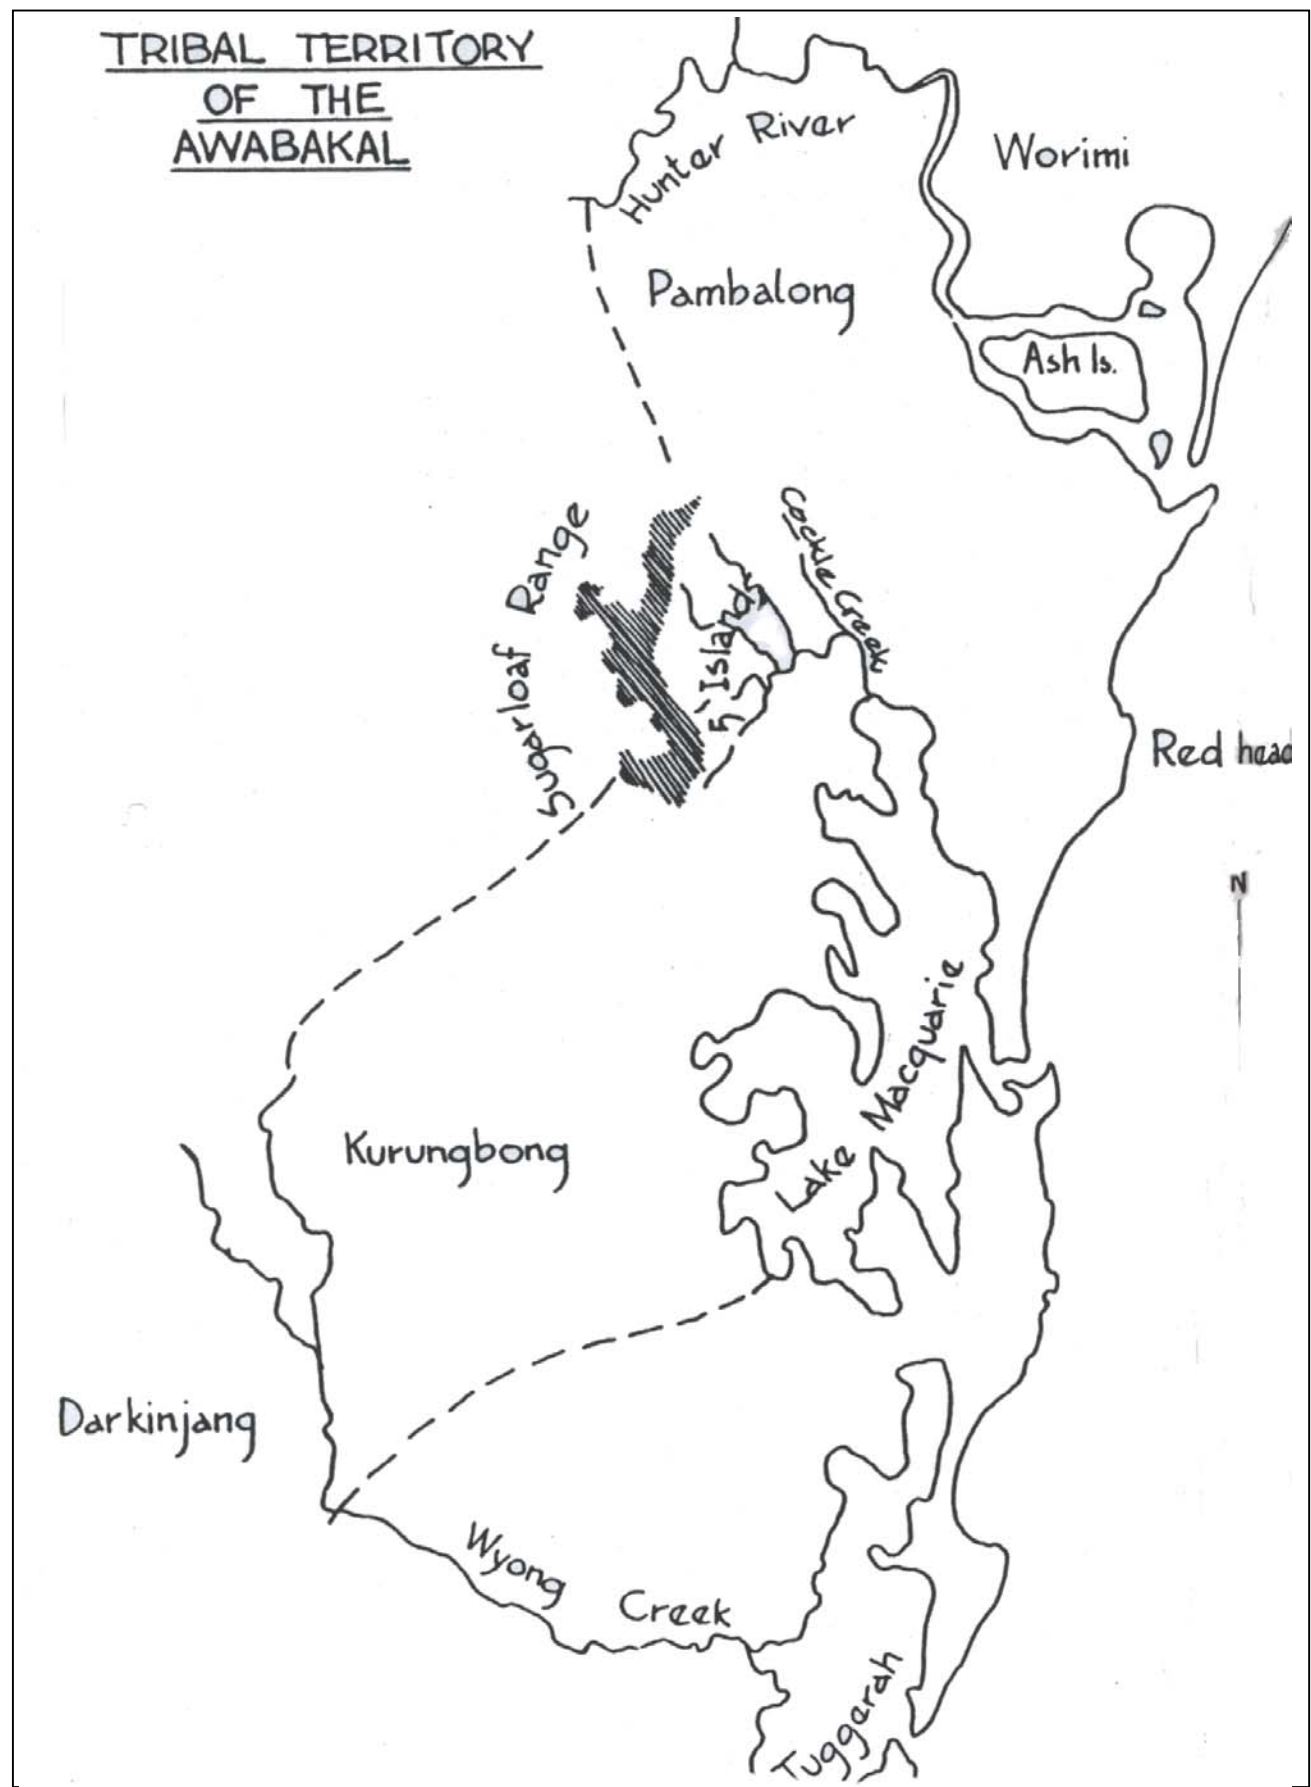 TRIBAL TERRITORY
OF THE
AWABAKAL
Hunter River
Worimi
Pambalong
Ash Is.
Cockle Creek
Sugarloaf Range
5 Islands
Red head
N
Lake Macquarie
Kurungbong
Darkinjang
Wyong Creek
Tuggerah